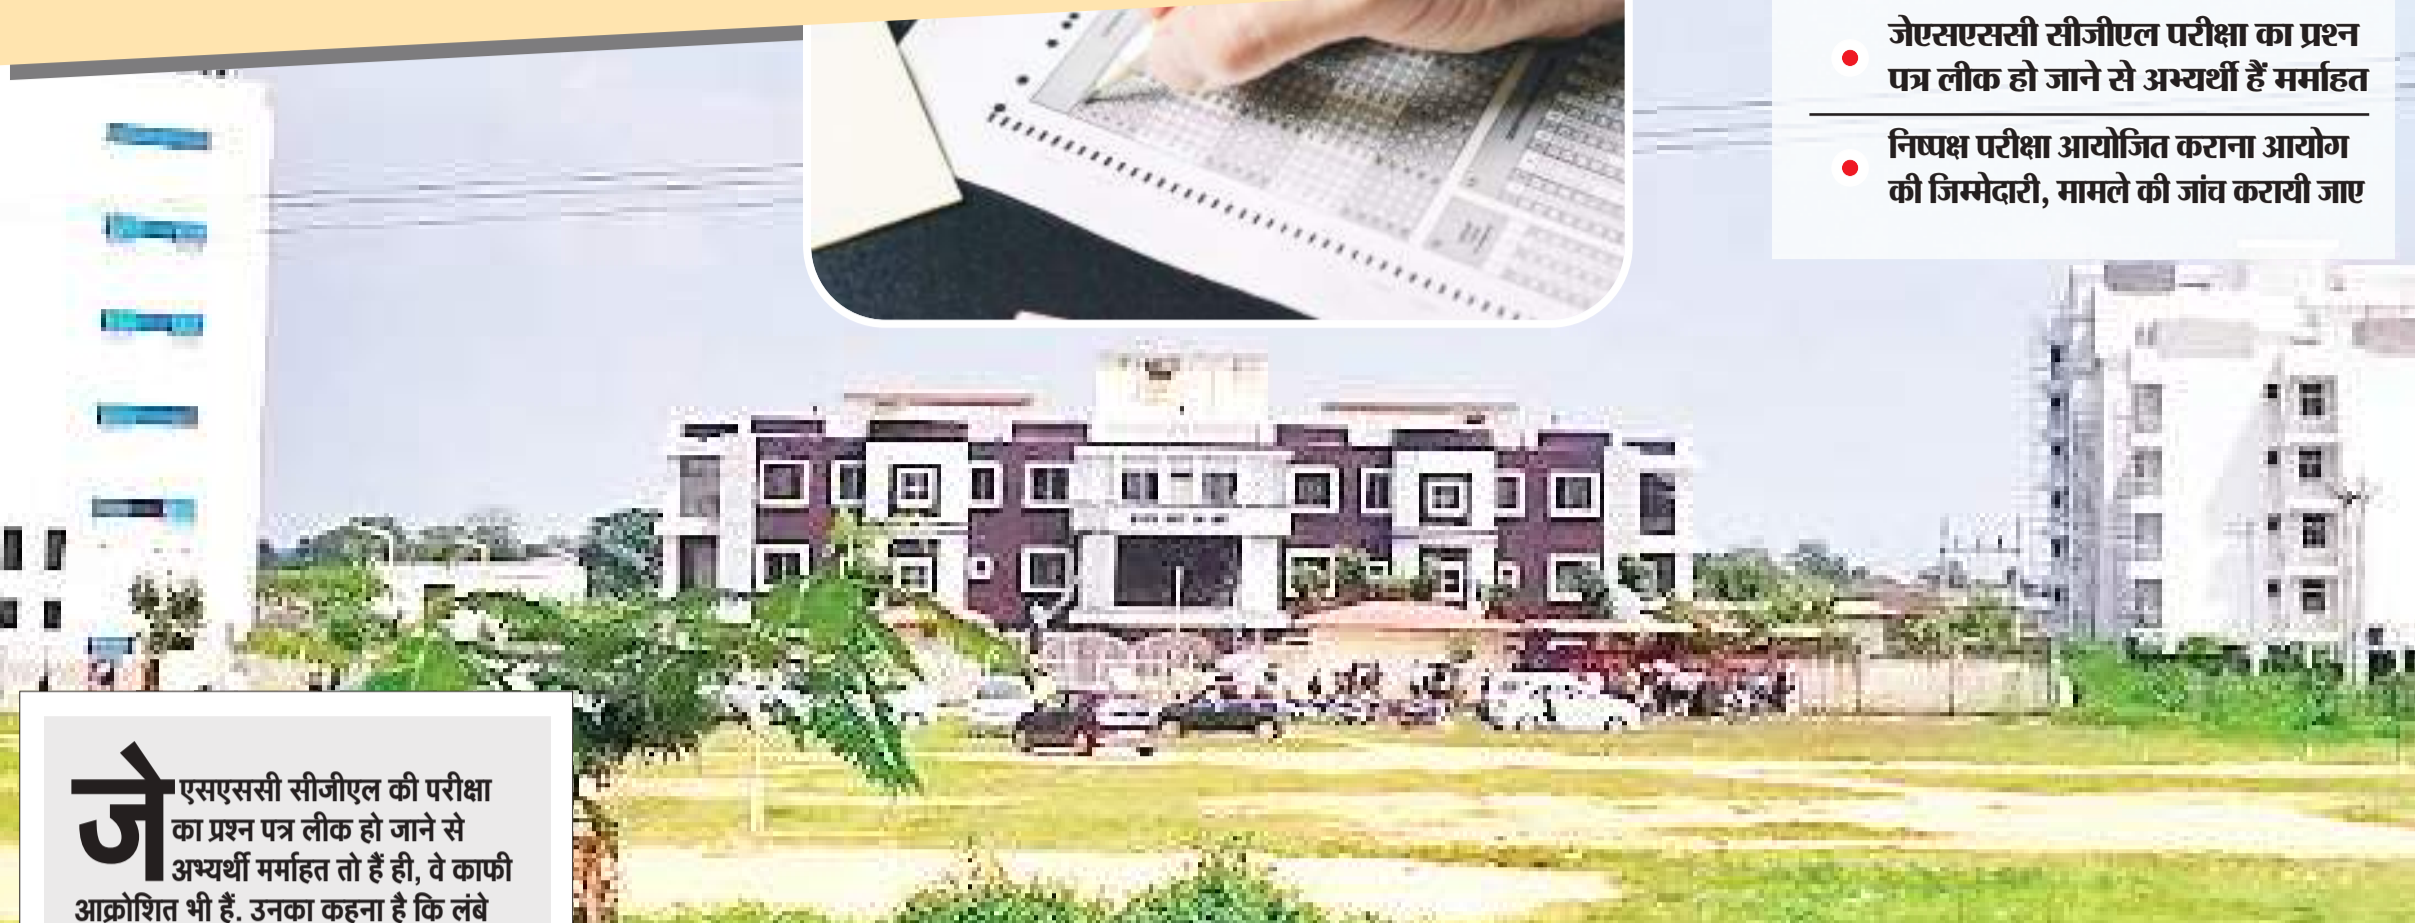 जेएसएससी सीजीएल परीक्षा का प्रश्न
पत्र लीक हो जाने से अभ्यर्थी हैं मर्माहत
निष्पक्ष परीक्षा आयोजित कराना आयोग
की जिम्मेदारी, मामले की जांच करायी जाए
जेएसएससी सीजीएल की परीक्षा
का प्रश्न पत्र लीक हो जाने से
अभ्यर्थी मर्माहत तो हैं ही, वे काफी
आक्रोशित भी हैं. उनका कहना है कि लंबे